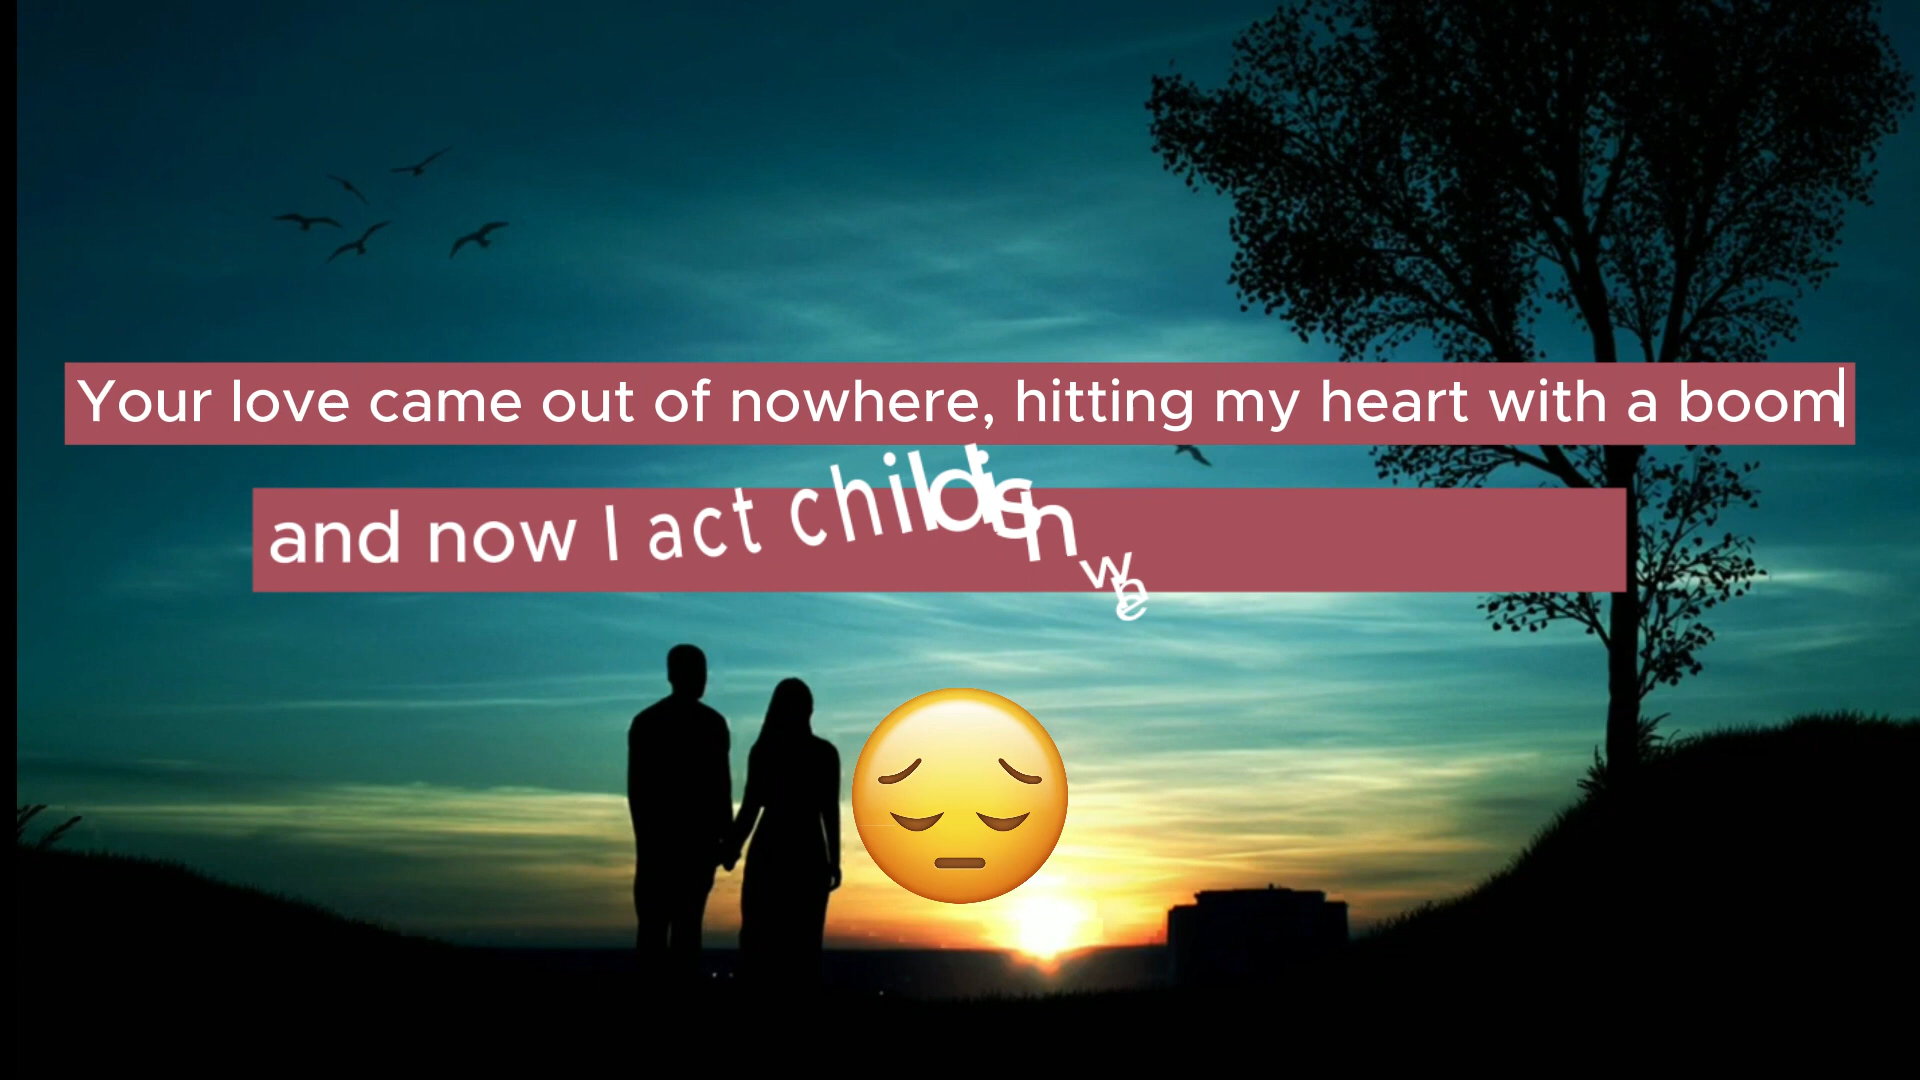 Your love came out of nowhere, hitting my heart with a boom
and now I act childish